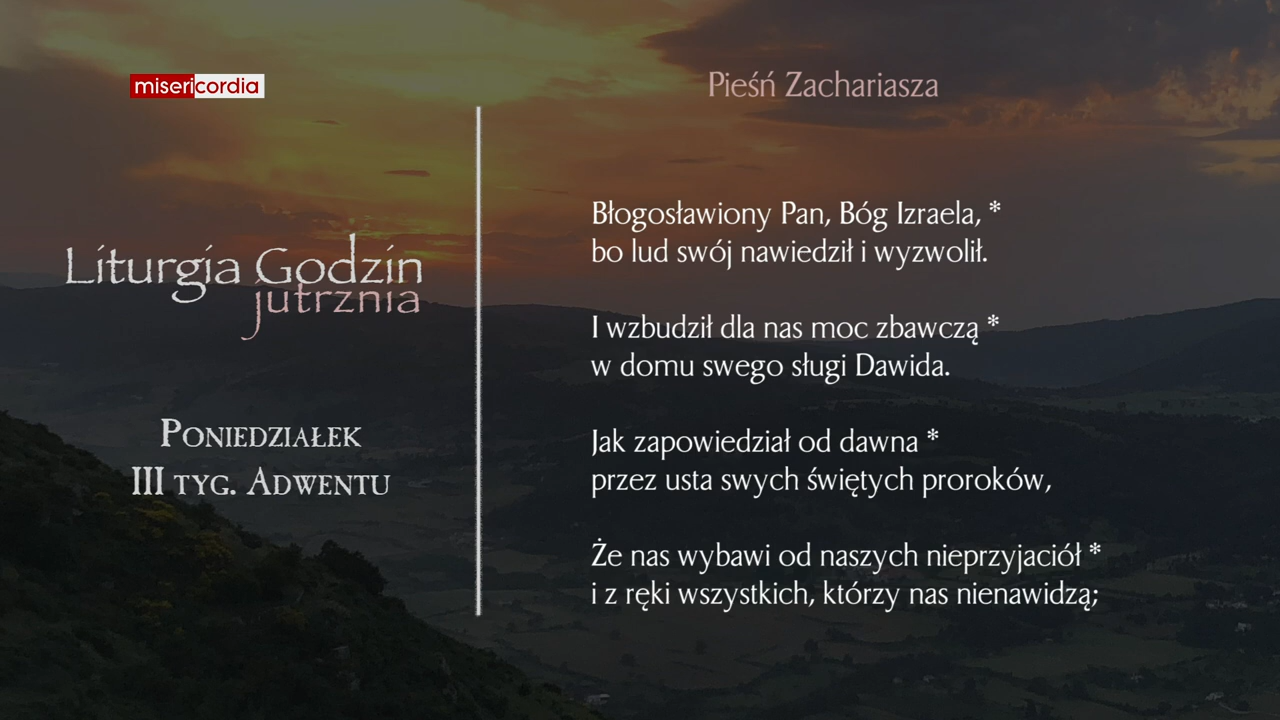 misericordia
Liturgia Godzin
jutrznia
Poniedziałek
III tyg. Adwentu
Pieśń Zachariasza
Błogosławiony Pan, Bóg Izraela, *
bo lud swój nawiedził i wyzwolił.
I wzbudził dla nas moc zbawczą *
w domu swego sługi Dawida.
Jak zapowiedział od dawna *
przez usta swych świętych proroków,
Że nas wybawi od naszych nieprzyjaciół *
i z ręki wszystkich, którzy nas nienawidzą;